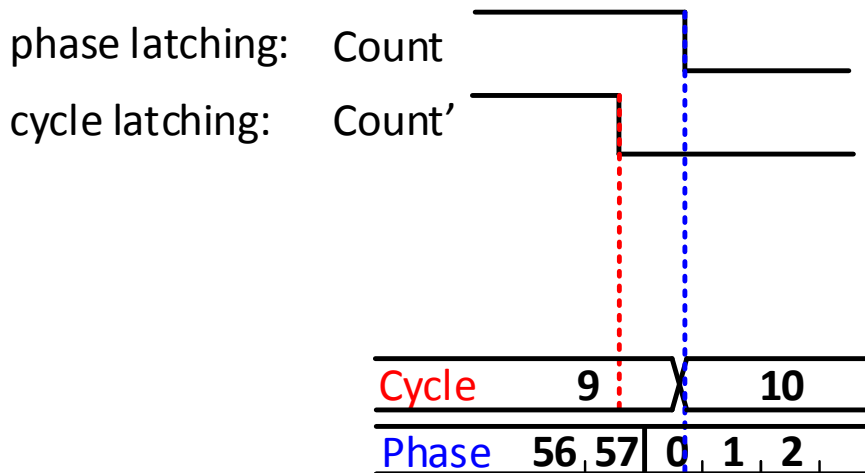 phase latching: Count
cycle latching: Count’
Cycle 9 10
Phase 56 57 0 1 2